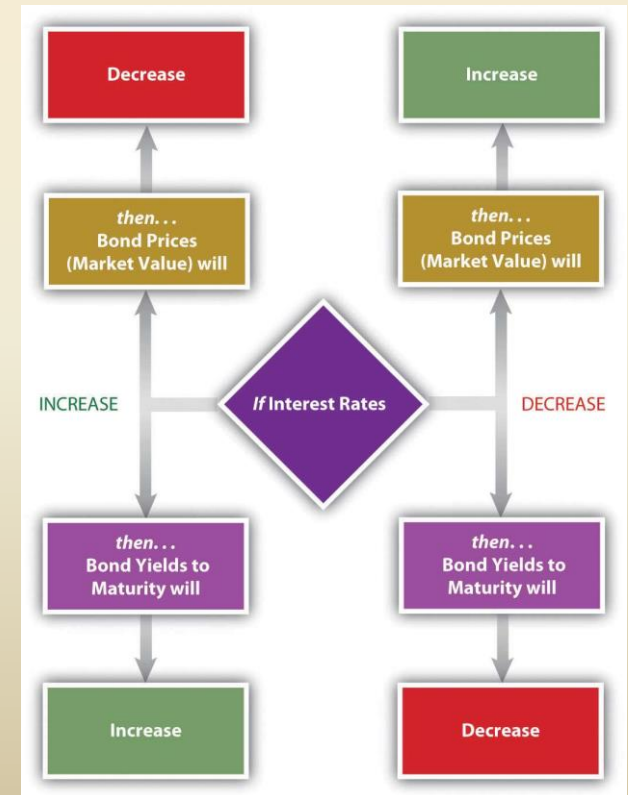 Decrease
Increase
then...
Bond Prices
(Market Value) will
then...
Bond Prices
(Market Value) will
INCREASE
If Interest Rates
DECREASE
then...
Bond Yields to
Maturity will
then...
Bond Yields to
Maturity will
Increase
Decrease